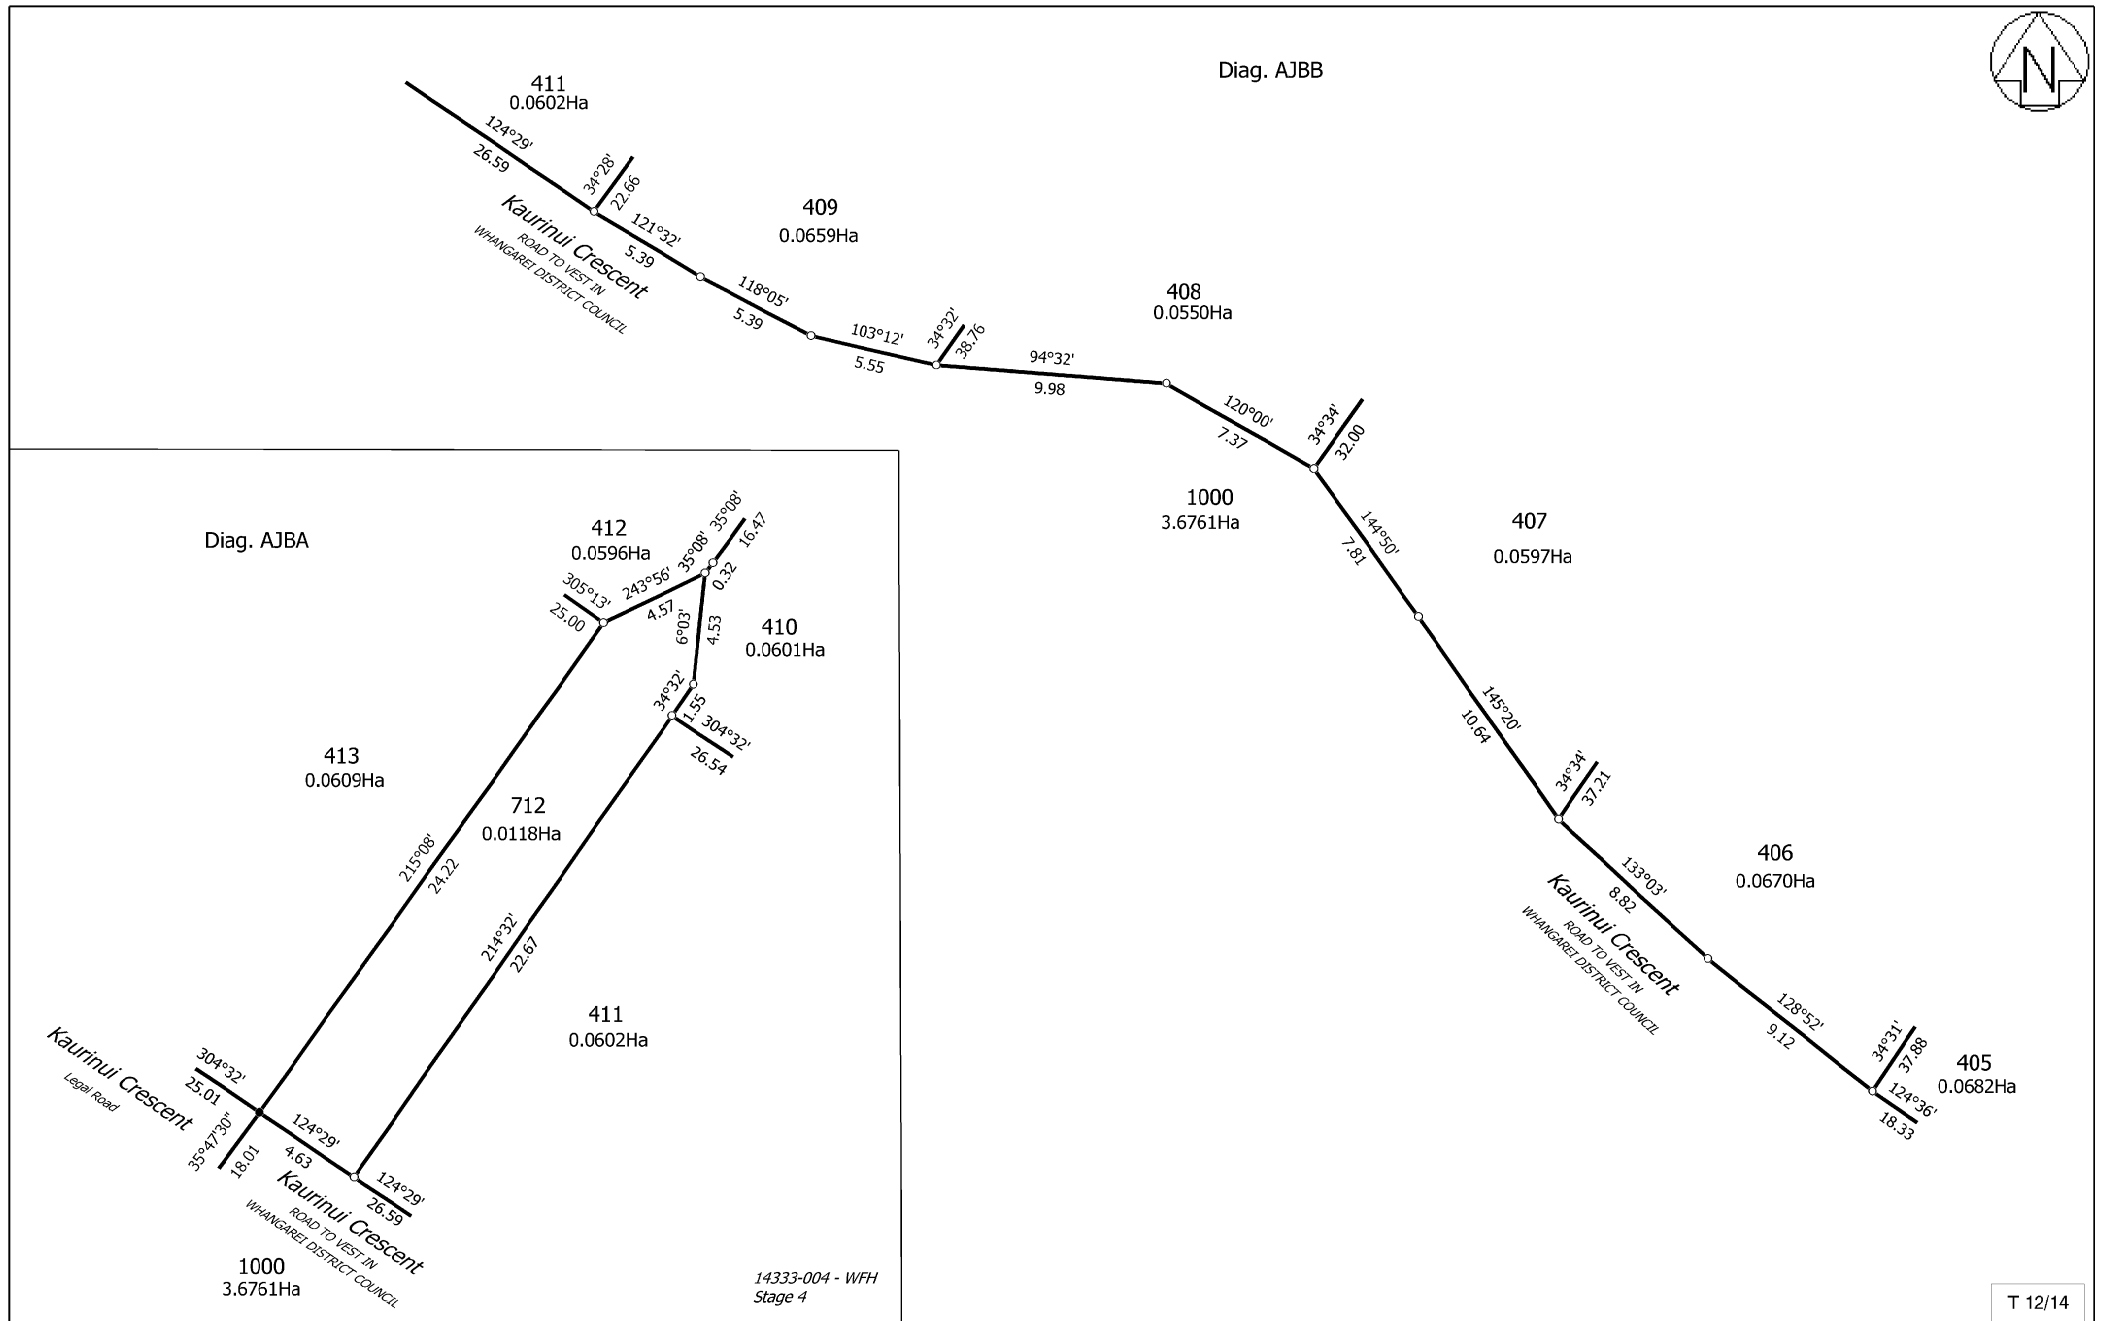 Diag. AJBB
N
411
0.0602Ha
124°29'
26.59
34°28'
22.66
Kaurinui Crescent
ROAD TO VEST IN
WHANGAREI DISTRICT COUNCIL
121°32'
5.39
409
0.0659Ha
118°05'
5.39
103°12'
5.55
34°32'
38.76
408
0.0550Ha
94°32'
9.98
120°00'
7.37
34°34'
32.00
1000
3.6761Ha
407
0.0597Ha
144°50'
7.81
145°20'
10.64
34°34'
37.21
406
0.0670Ha
133°03'
8.82
Kaurinui Crescent
ROAD TO VEST IN
WHANGAREI DISTRICT COUNCIL
128°52'
9.12
34°31'
37.88
405
0.0682Ha
124°36'
18.33
Diag. AJBA
412
0.0596Ha
35°08'
16.47
35°08'
0.32
243°56'
4.57
305°13'
25.00
6°03'
4.53
410
0.0601Ha
34°32'
1.55
304°32'
26.54
413
0.0609Ha
712
0.0118Ha
215°08'
24.22
214°32'
22.67
411
0.0602Ha
Kaurinui Crescent
Legal Road
304°32'
25.01
35°47'30"
18.01
124°29'
4.63
124°29'
26.59
Kaurinui Crescent
ROAD TO VEST IN
WHANGAREI DISTRICT COUNCIL
1000
3.6761Ha
14333-004 - WFH
Stage 4
T 12/14